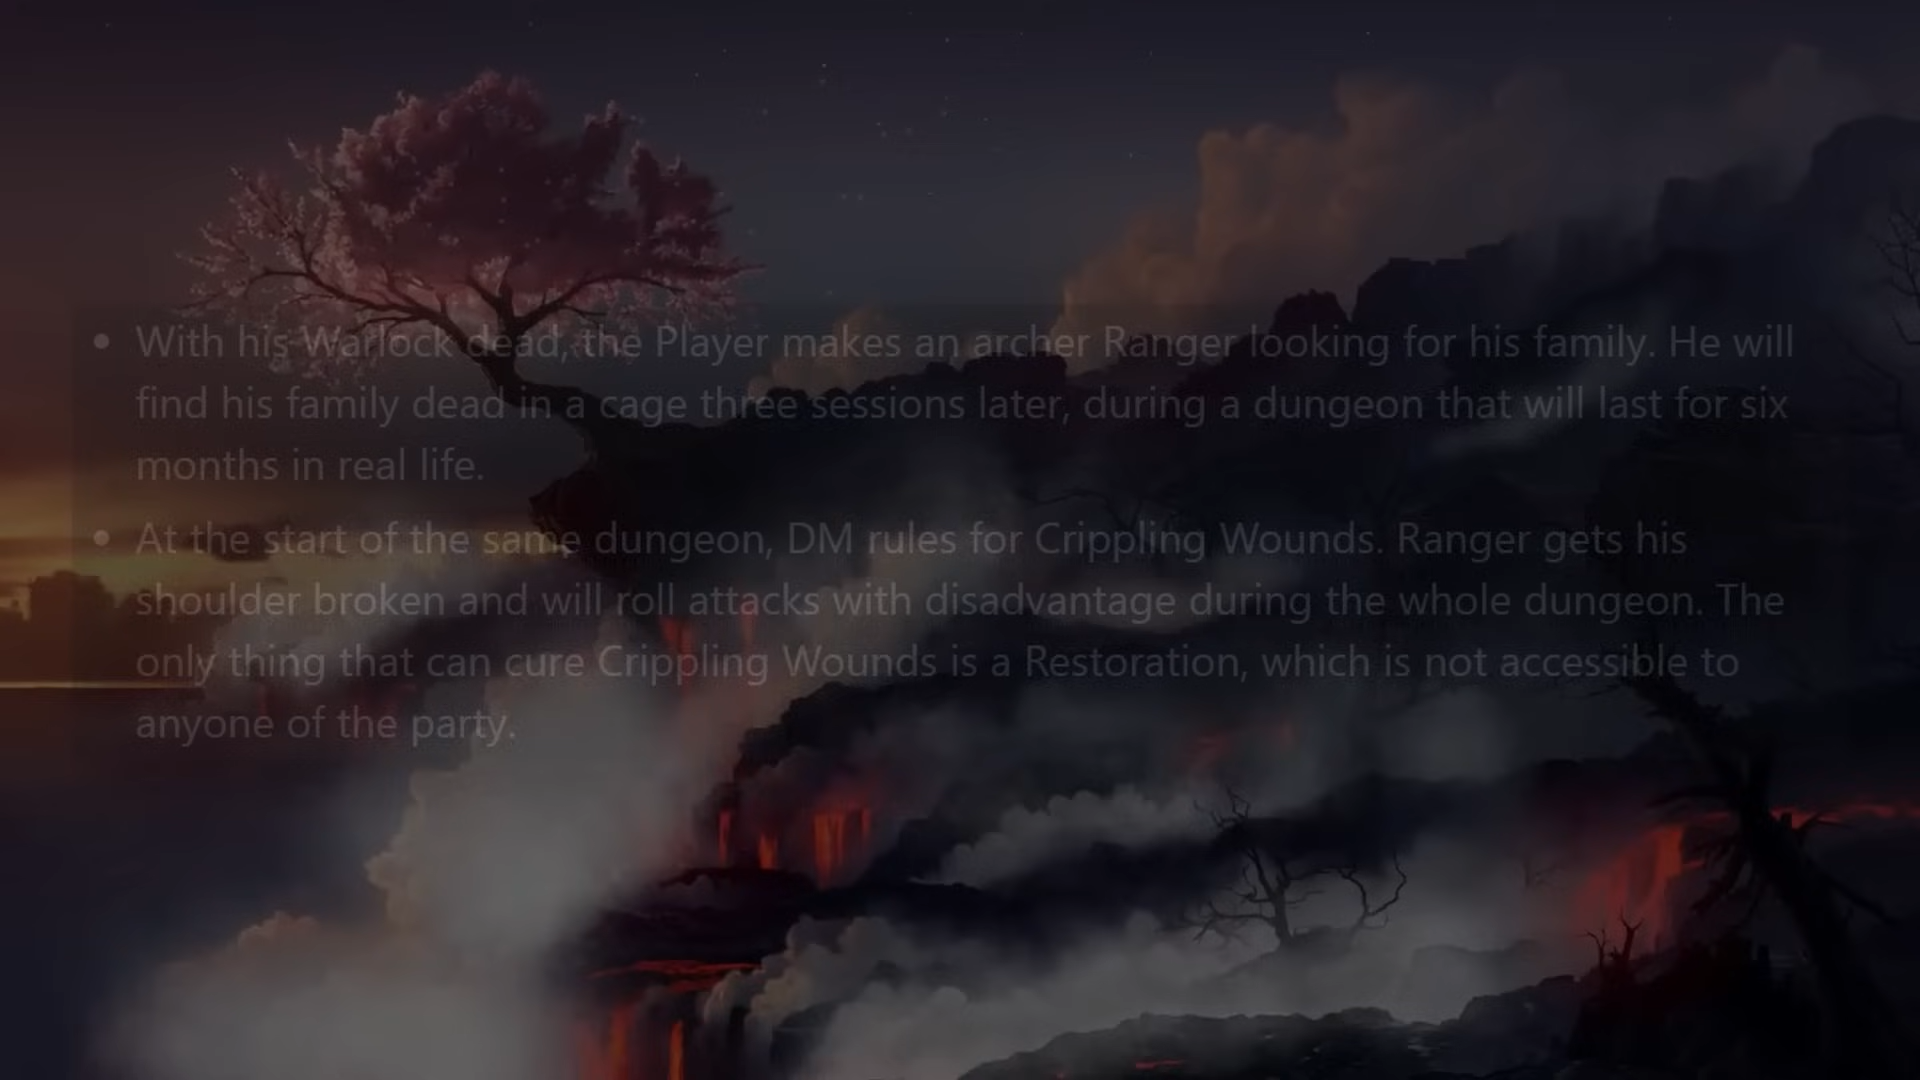 • With his Warlock dead, the Player makes an archer Ranger looking for his family. He will
find his family dead in a cage three sessions later, during a dungeon that will last for six
months in real life.
• At the start of the same dungeon, DM rules for Crippling Wounds. Ranger gets his
shoulder broken and will roll attacks with disadvantage during the whole dungeon. The
only thing that can cure Crippling Wounds is a Restoration, which is not accessible to
anyone of the party.